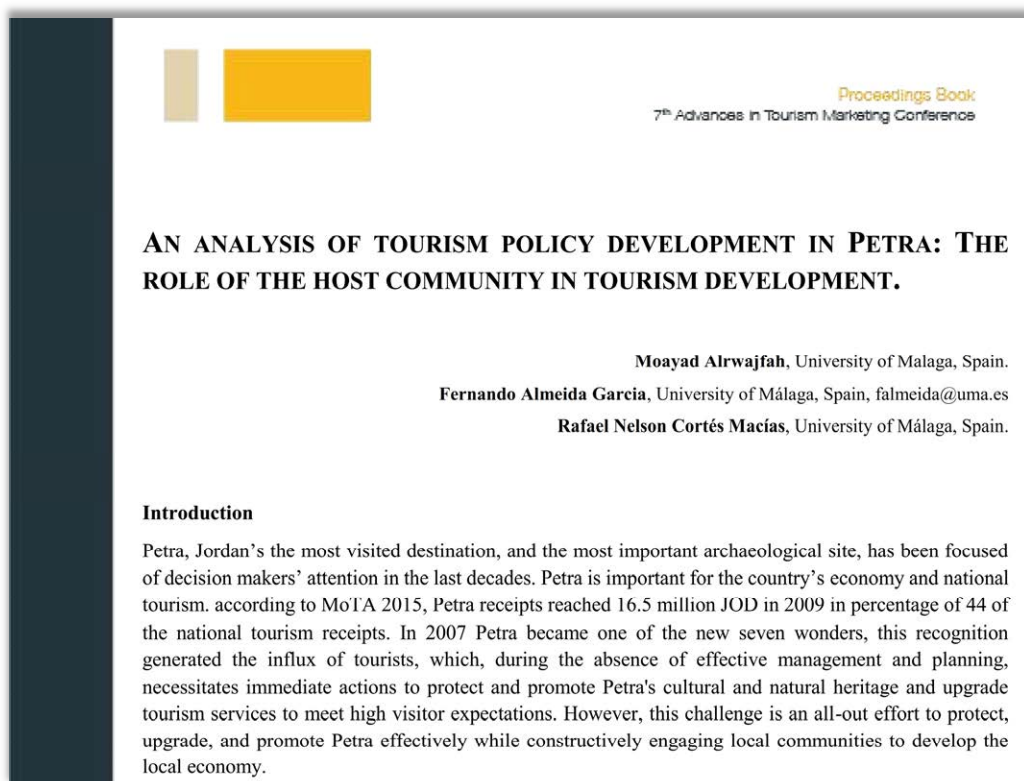 Proceedings Book
7th Advances in Tourism Marketing Conference
AN ANALYSIS OF TOURISM POLICY DEVELOPMENT IN PETRA: THE
ROLE OF THE HOST COMMUNITY IN TOURISM DEVELOPMENT.
Moayad Alrwajfah, University of Malaga, Spain.
Fernando Almeida Garcia, University of Málaga, Spain, falmeida@uma.es
Rafael Nelson Cortés Macías, University of Málaga, Spain.
Introduction
Petra, Jordan’s the most visited destination, and the most important archaeological site, has been focused
of decision makers’ attention in the last decades. Petra is important for the country’s economy and national
tourism. according to MoTA 2015, Petra receipts reached 16.5 million JOD in 2009 in percentage of 44 of
the national tourism receipts. In 2007 Petra became one of the new seven wonders, this recognition
generated the influx of tourists, which, during the absence of effective management and planning,
necessitates immediate actions to protect and promote Petra's cultural and natural heritage and upgrade
tourism services to meet high visitor expectations. However, this challenge is an all-out effort to protect,
upgrade, and promote Petra effectively while constructively engaging local communities to develop the
local economy.